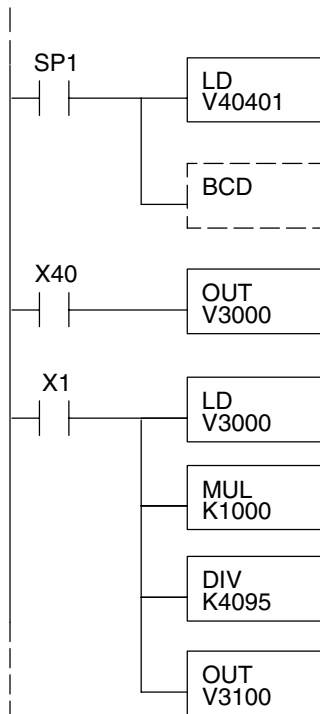 SP1
LD
V40401
BCD
X40
OUT
V3000
X1
LD
V3000
MUL
K1000
DIV
K4095
OUT
V3100